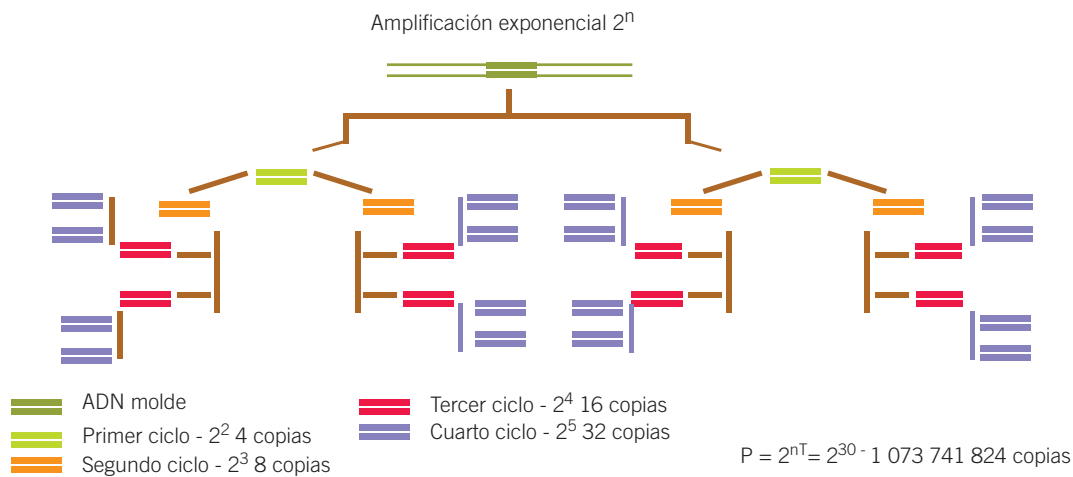 Amplificación exponencial 2ⁿ
ADN molde
Primer ciclo - 2² 4 copias
Segundo ciclo - 2³ 8 copias
Tercer ciclo - 2⁴ 16 copias
Cuarto ciclo - 2⁵ 32 copias
P = 2ⁿᵀ= 2³⁰ ⁻ 1 073 741 824 copias